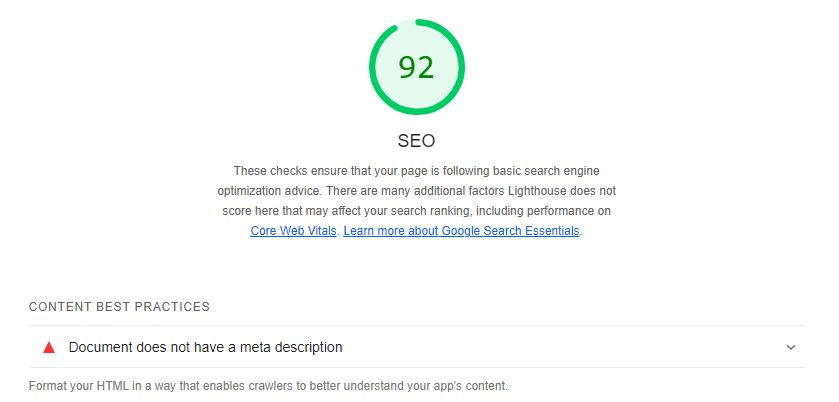 92
SEO
These checks ensure that your page is following basic search engine
optimization advice. There are many additional factors Lighthouse does not
score here that may affect your search ranking, including performance on
Core Web Vitals. Learn more about Google Search Essentials.
CONTENT BEST PRACTICES
Document does not have a meta description
Format your HTML in a way that enables crawlers to better understand your app's content.